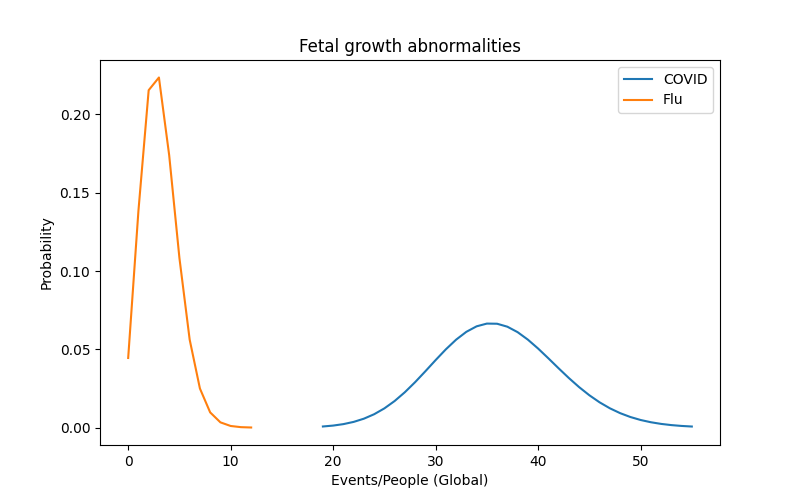 Fetal growth abnormalities
COVID
Flu
Probability
0.20
0.15
0.10
0.05
0.00
0 10 20 30 40 50
Events/People (Global)